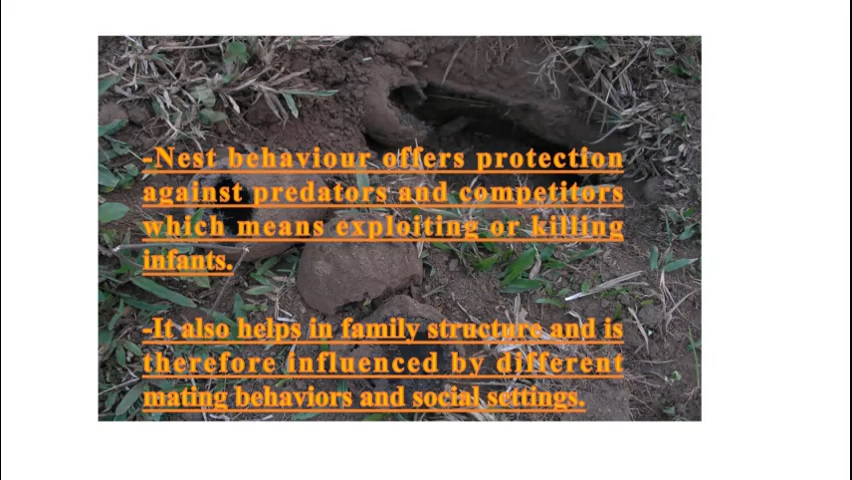 -Nest behaviour offers protection
against predators and competitors
which means exploiting or killing
infants.
-It also helps in family structure and is
therefore influenced by different
mating behaviors and social settings.